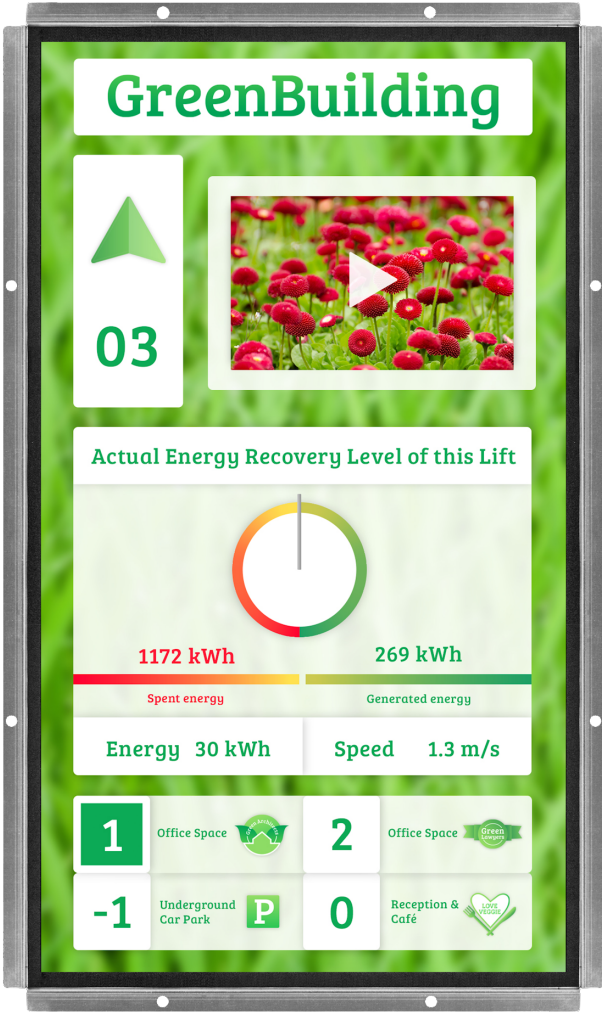 GreenBuilding
03
Actual Energy Recovery Level of this Lift
1172 kWh
269 kWh
Spent energy
Generated energy
Energy 30 kWh
Speed 1.3 m/s
1
Office Space
Green Architects
2
Office Space
Green
Lawyers
-1
Underground
Car Park
P
0
Reception &
Café
LOVE
VEGGIE